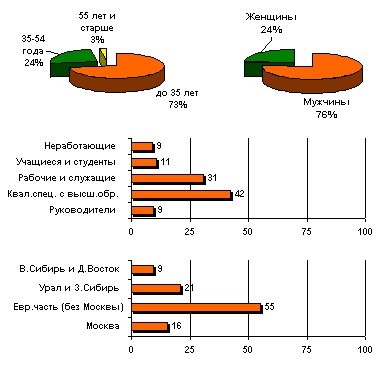 55 лет и
старше
3%
35-54
года
24%
до 35 лет
73%
Женщины
24%
Мужчины
76%
Неработающие 9
Учащиеся и студенты 11
Рабочие и служащие 31
Квал.спец. с высш.обр. 42
Руководители 9
0 25 50 75 100
В.Сибирь и Д.Восток 9
Урал и З.Сибирь 21
Евр.часть (без Москвы) 55
Москва 16
0 25 50 75 100